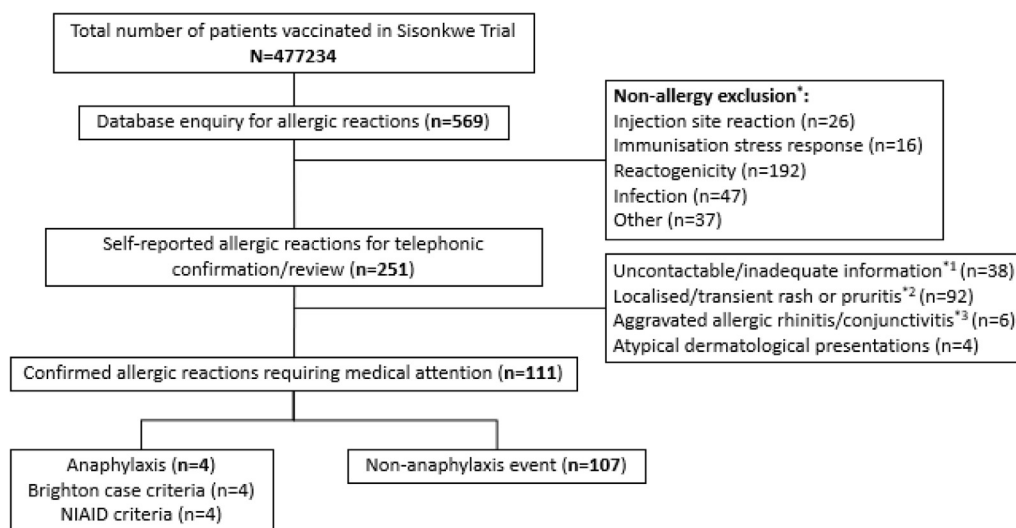 Total number of patients vaccinated in Sisonkwe Trial
N=477234
Database enquiry for allergic reactions (n=569)
Non-allergy exclusion*:
Injection site reaction (n=26)
Immunisation stress response (n=16)
Reactogenicity (n=192)
Infection (n=47)
Other (n=37)
Self-reported allergic reactions for telephonic
confirmation/review (n=251)
Uncontactable/inadequate information*1 (n=38)
Localised/transient rash or pruritis*2 (n=92)
Aggravated allergic rhinitis/conjunctivitis*3 (n=6)
Atypical dermatological presentations (n=4)
Confirmed allergic reactions requiring medical attention (n=111)
Anaphylaxis (n=4)
Brighton case criteria (n=4)
NIAID criteria (n=4)
Non-anaphylaxis event (n=107)